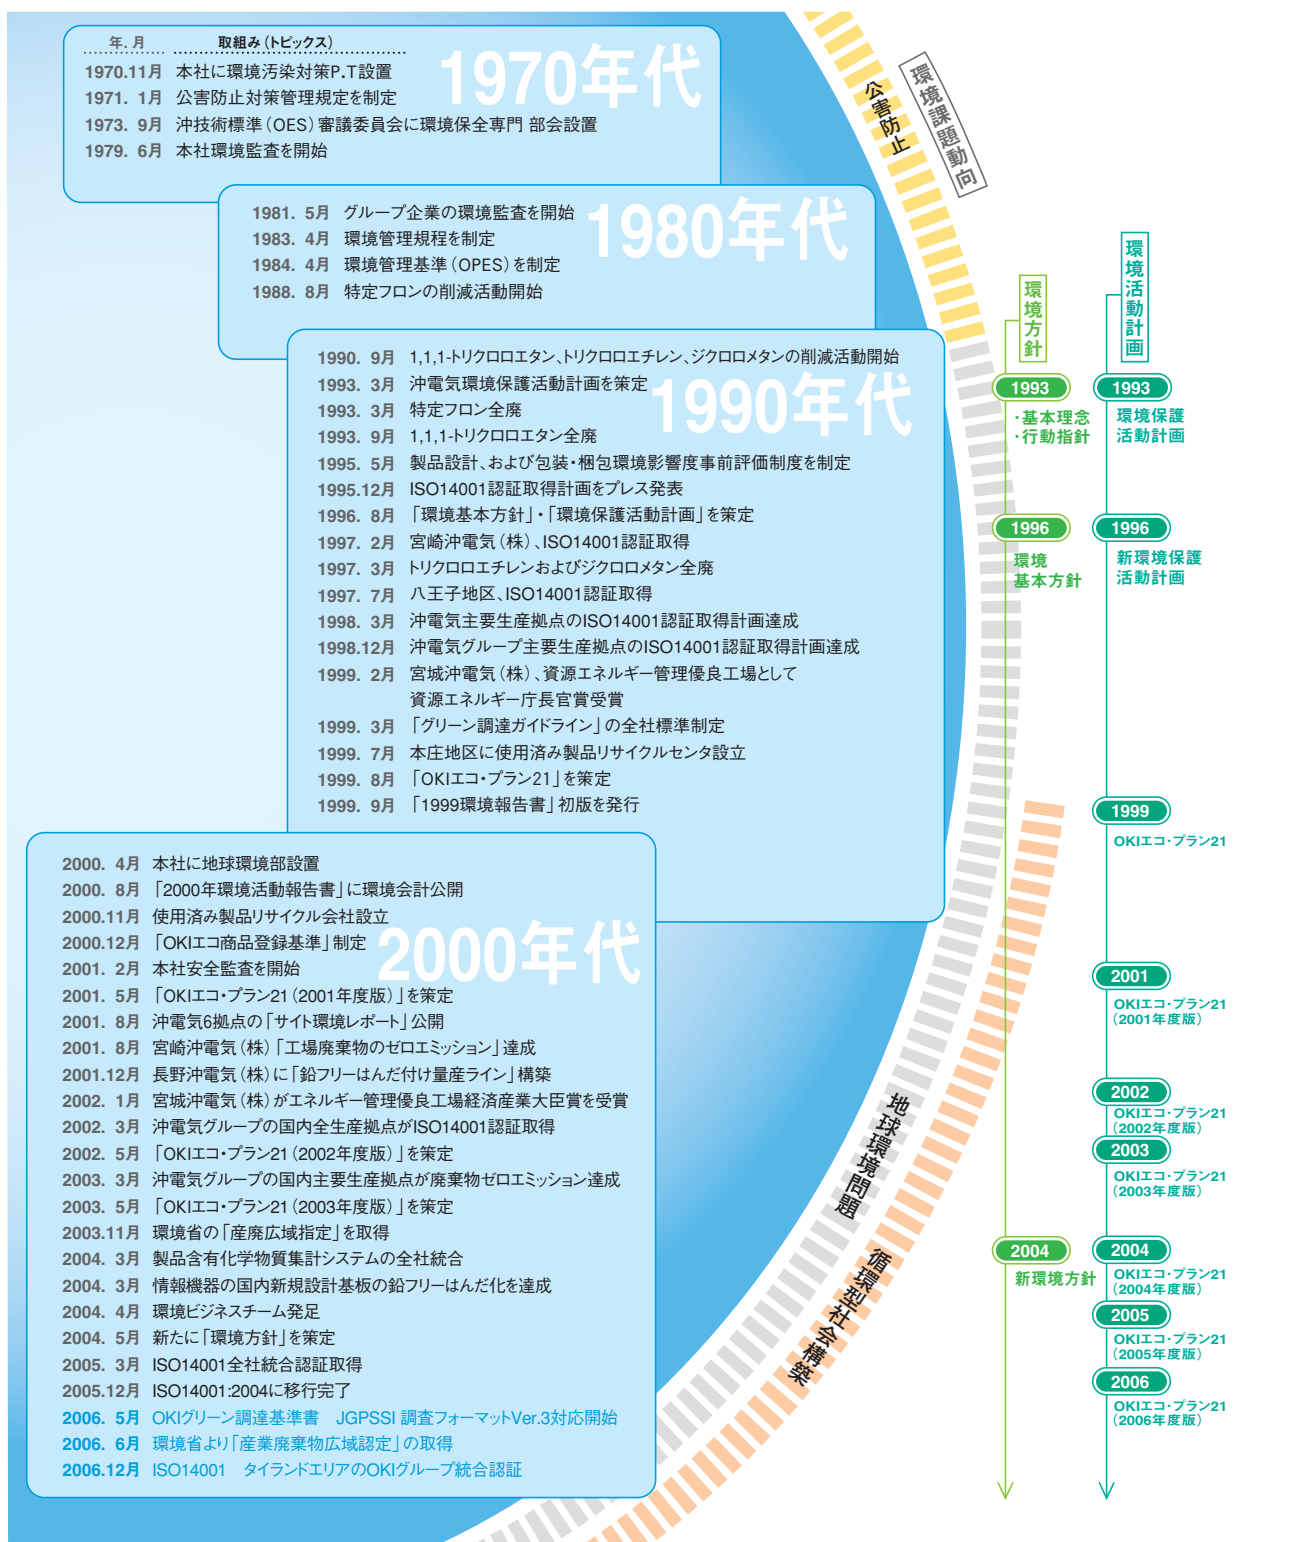 年. 月　取組み（トピックス）
1970年代
1970.11月 本社に環境汚染対策P.T設置
1971. 1月 公害防止対策管理規定を制定
1973. 9月 沖技術標準（OES）審議委員会に環境保全専門 部会設置
1979. 6月 本社環境監査を開始
1980年代
1981. 5月 グループ企業の環境監査を開始
1983. 4月 環境管理規程を制定
1984. 4月 環境管理基準（OPES）を制定
1988. 8月 特定フロンの削減活動開始
1990年代
1990. 9月 1,1,1-トリクロロエタン、トリクロロエチレン、ジクロロメタンの削減活動開始
1993. 3月 沖電気環境保護活動計画を策定
1993. 3月 特定フロン全廃
1993. 9月 1,1,1-トリクロロエタン全廃
1995. 5月 製品設計、および包装・梱包環境影響度事前評価制度を制定
1995.12月 ISO14001認証取得計画をプレス発表
1996. 8月 「環境基本方針」・「環境保護活動計画」を策定
1997. 2月 宮崎沖電気（株）、ISO14001認証取得
1997. 3月 トリクロロエチレンおよびジクロロメタン全廃
1997. 7月 八王子地区、ISO14001認証取得
1998. 3月 沖電気主要生産拠点のISO14001認証取得計画達成
1998.12月 沖電気グループ主要生産拠点のISO14001認証取得計画達成
1999. 2月 宮城沖電気（株）、資源エネルギー管理優良工場として
資源エネルギー庁長官賞受賞
1999. 3月 「グリーン調達ガイドライン」の全社標準制定
1999. 7月 本庄地区に使用済み製品リサイクルセンタ設立
1999. 8月 「OKIエコ・プラン21」を策定
1999. 9月 「1999環境報告書」初版を発行
2000年代
2000. 4月 本社に地球環境部設置
2000. 8月 「2000年環境活動報告書」に環境会計公開
2000.11月 使用済み製品リサイクル会社設立
2000.12月 「OKIエコ商品登録基準」制定
2001. 2月 本社安全監査を開始
2001. 5月 「OKIエコ・プラン21（2001年度版）」を策定
2001. 8月 沖電気6拠点の「サイト環境レポート」公開
2001. 8月 宮崎沖電気（株）「工場廃棄物のゼロエミッション」達成
2001.12月 長野沖電気（株）に「鉛フリーはんだ付け量産ライン」構築
2002. 1月 宮城沖電気（株）がエネルギー管理優良工場経済産業大臣賞を受賞
2002. 3月 沖電気グループの国内全生産拠点がISO14001認証取得
2002. 5月 「OKIエコ・プラン21（2002年度版）」を策定
2003. 3月 沖電気グループの国内主要生産拠点が廃棄物ゼロエミッション達成
2003. 5月 「OKIエコ・プラン21（2003年度版）」を策定
2003.11月 環境省の「産廃広域指定」を取得
2004. 3月 製品含有化学物質集計システムの全社統合
2004. 3月 情報機器の国内新規設計基板の鉛フリーはんだ化を達成
2004. 4月 環境ビジネスチーム発足
2004. 5月 新たに「環境方針」を策定
2005. 3月 ISO14001全社統合認証取得
2005.12月 ISO14001:2004に移行完了
2006. 5月 OKIグリーン調達基準書　JGPSSI 調査フォーマットVer.3対応開始
2006. 6月 環境省より「産業廃棄物広域認定」の取得
2006.12月 ISO14001　タイランドエリアのOKIグループ統合認証
環境課題動向
公害防止
地球環境問題
循環型社会構築
環境方針
1993
・基本理念
・行動指針
1996
環境
基本方針
2004
新環境方針
環境活動計画
1993
環境保護
活動計画
1996
新環境保護
活動計画
1999
OKIエコ・プラン21
2001
OKIエコ・プラン21
（2001年度版）
2002
OKIエコ・プラン21
（2002年度版）
2003
OKIエコ・プラン21
（2003年度版）
2004
OKIエコ・プラン21
（2004年度版）
2005
OKIエコ・プラン21
（2005年度版）
2006
OKIエコ・プラン21
（2006年度版）